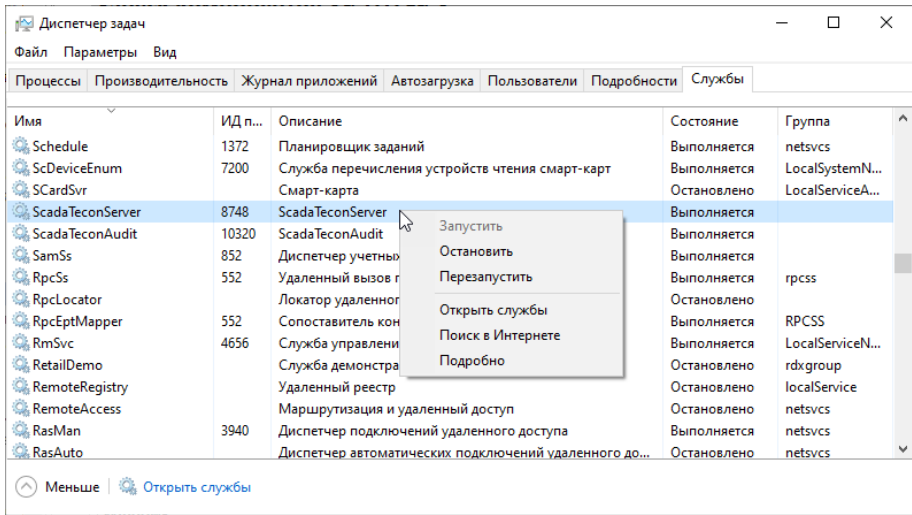 Диспетчер задач
Файл Параметры Вид
Процессы Производительность Журнал приложений Автозагрузка Пользователи Подробности Службы
Имя ИД п... Описание Состояние Группа
Schedule 1372 Планировщик заданий Выполняется netsvcs
ScDeviceEnum 7200 Служба перечисления устройств чтения смарт-карт Выполняется LocalSystemN...
SCardSvr Смарт-карта Остановлено LocalServiceA...
ScadaTeconServer 8748 ScadaTeconServer Выполняется
ScadaTeconAudit 10320 ScadaTeconAudit Выполняется
SamSs 852 Диспетчер учетных Выполняется
RpcSs 552 Удаленный вызов Выполняется rpcss
RpcLocator Локатор удаленног Остановлено
RpcEptMapper 552 Сопоставитель кон Выполняется RPCSS
RmSvc 4656 Служба управлени Выполняется LocalServiceN...
RetailDemo Служба демонстра Остановлено rdxgroup
RemoteRegistry Удаленный реестр Остановлено localService
RemoteAccess Маршрутизация и удаленный доступ Остановлено netsvcs
RasMan 3940 Диспетчер подключений удаленного доступа Выполняется netsvcs
RasAuto Диспетчер автоматических подключений удаленного до... Остановлено netsvcs
Запустить
Остановить
Перезапустить
Открыть службы
Поиск в Интернете
Подробно
Меньше Открыть службы